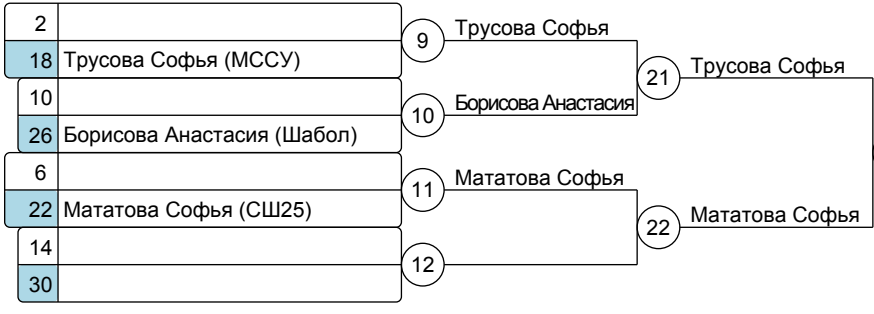 2
18 Трусова Софья (МССУ)
10
26 Борисова Анастасия (Шабол)
6
22 Мататова Софья (СШ25)
14
30
9 Трусова Софья
10 Борисова Анастасия
11 Мататова Софья
12
21 Трусова Софья
22 Мататова Софья